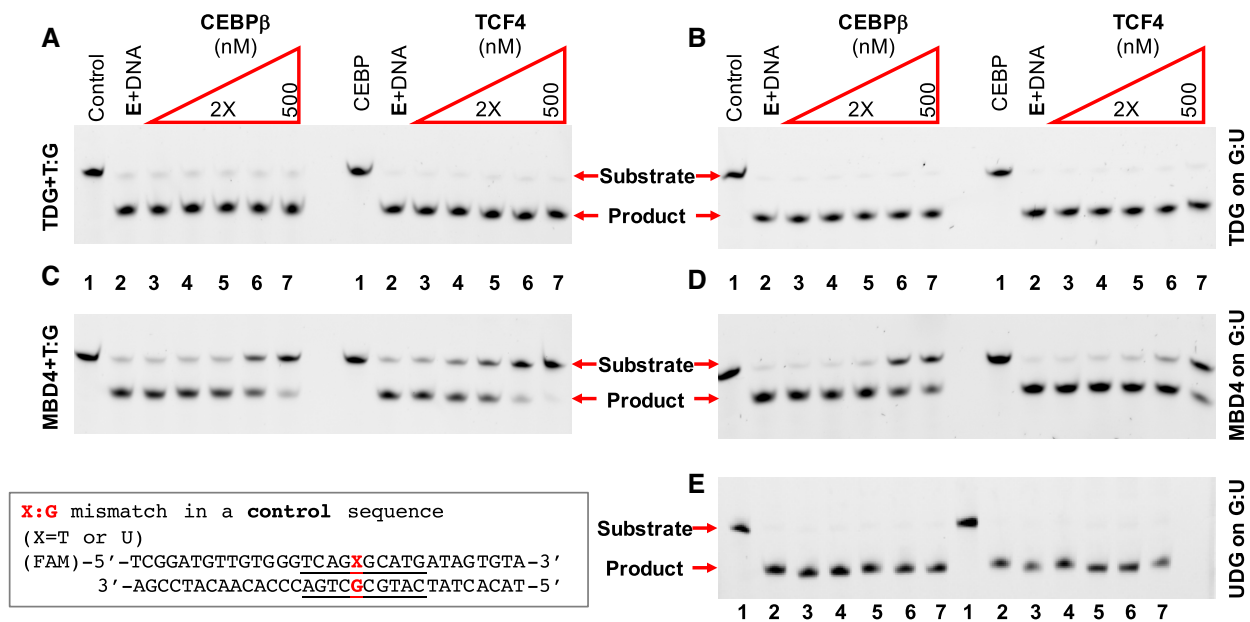 A
CEBPβ
(nM)
TCF4
(nM)
Control
E+DNA
2X
500
CEBP
E+DNA
2X
500
TDG+T:G
Substrate
Product
B
CEBPβ
(nM)
TCF4
(nM)
Control
E+DNA
2X
500
CEBP
E+DNA
2X
500
TDG on G:U
C
1 2 3 4 5 6 7 1 2 3 4 5 6 7
MBD4+T:G
Substrate
Product
D
1 2 3 4 5 6 7 1 2 3 4 5 6 7
MBD4 on G:U
E
Substrate
Product
UDG on G:U
1 2 3 4 5 6 7 1 2 3 4 5 6 7
X:G mismatch in a control sequence
(X=T or U)
(FAM)-5’-TCGGATGTTGTGGGTCAGXGCATGATAGTGTA-3’
3’-AGCCTACAACACCCAGTCGCGTACTATCACAT-5’